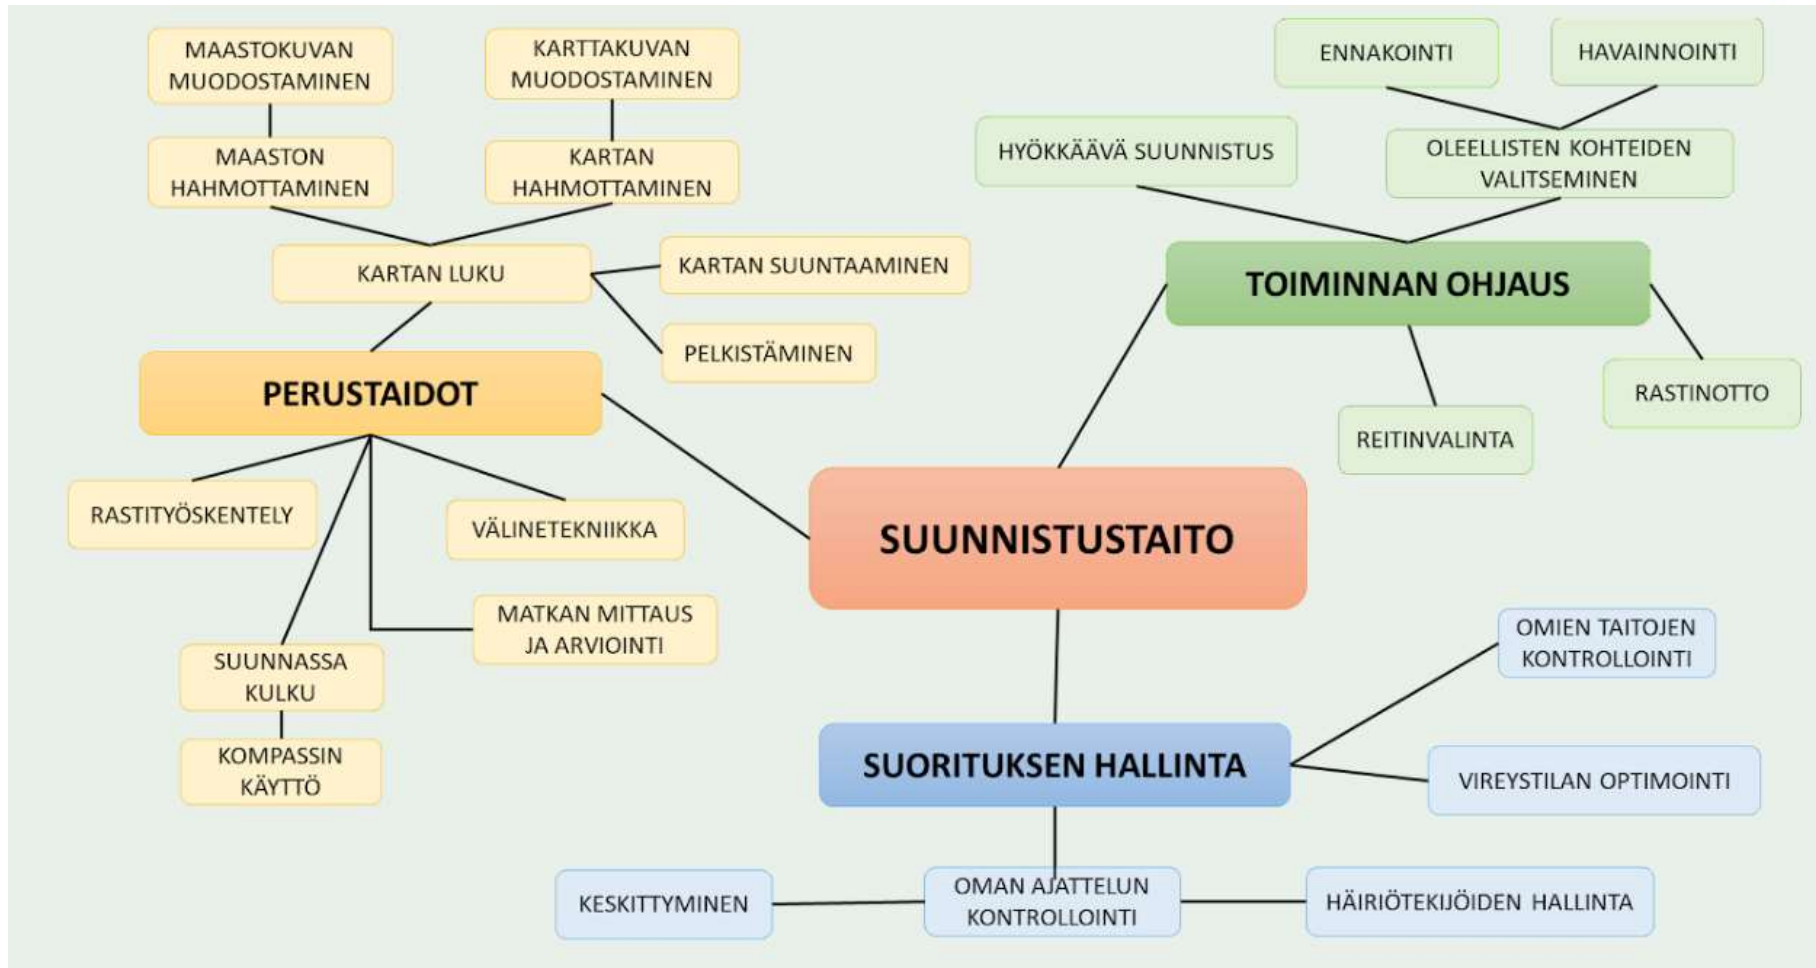 MAASTOKUVAN
MUODOSTAMINEN
KARTTAKUVAN
MUODOSTAMINEN
MAASTON
HAHMOTTAMINEN
KARTAN
HAHMOTTAMINEN
KARTAN LUKU
KARTAN SUUNTAAMINEN
PELKISTÄMINEN
PERUSTAIDOT
RASTITYÖSKENTELY
VÄLINETEKNIIKKA
MATKAN MITTAUS
JA ARVIOINTI
SUUNNASSA
KULKU
KOMPASSIN
KÄYTTÖ
ENNAKOINTI
HAVAINNOINTI
HYÖKKÄÄVÄ SUUNNISTUS
OLEELLISTEN KOHTEIDEN
VALITSEMINEN
TOIMINNAN OHJAUS
RASTINOTTO
REITINVALINTA
SUUNNISTUSTAITO
OMIEN TAITOJEN
KONTROLLOINTI
SUORITUKSEN HALLINTA
VIREYSTILAN OPTIMOINTI
KESKITTYMINEN
OMAN AJATTELUN
KONTROLLOINTI
HÄIRIÖTEKIJÖIDEN HALLINTA